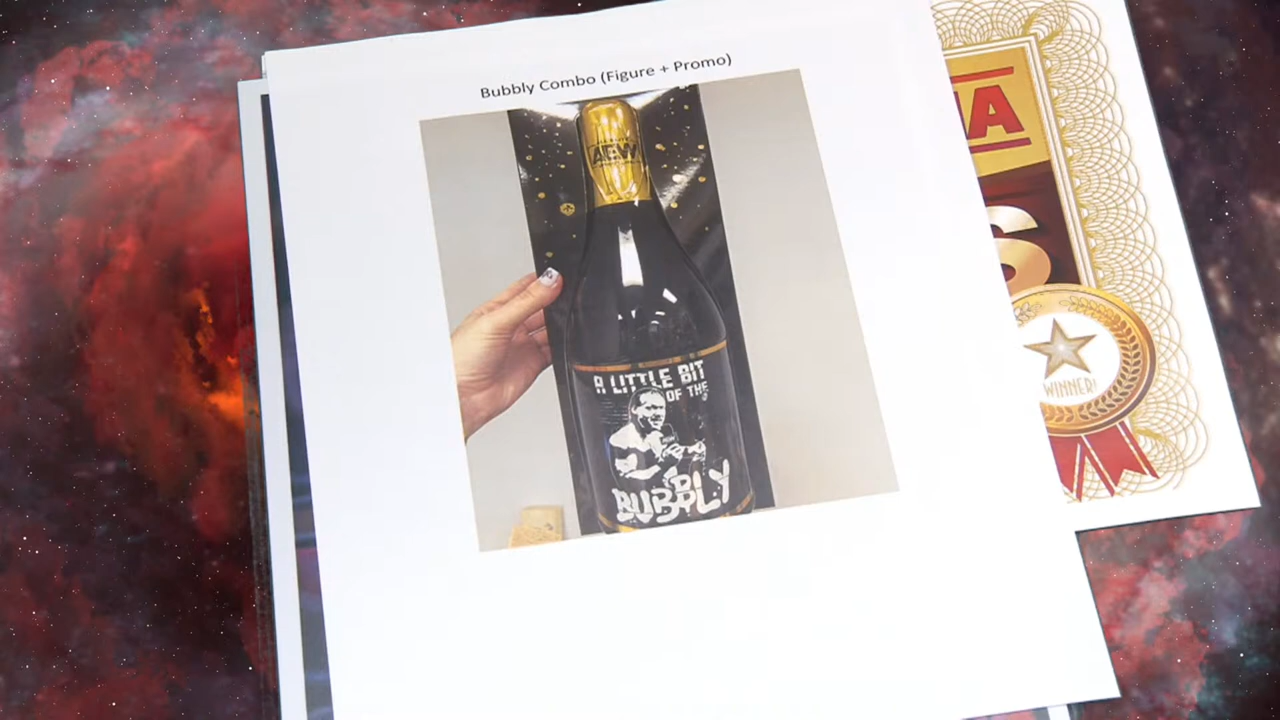 Bubbly Combo (Figure + Promo)
AEW
A LITTLE BIT
OF THE
BUBBLY
WINNER!